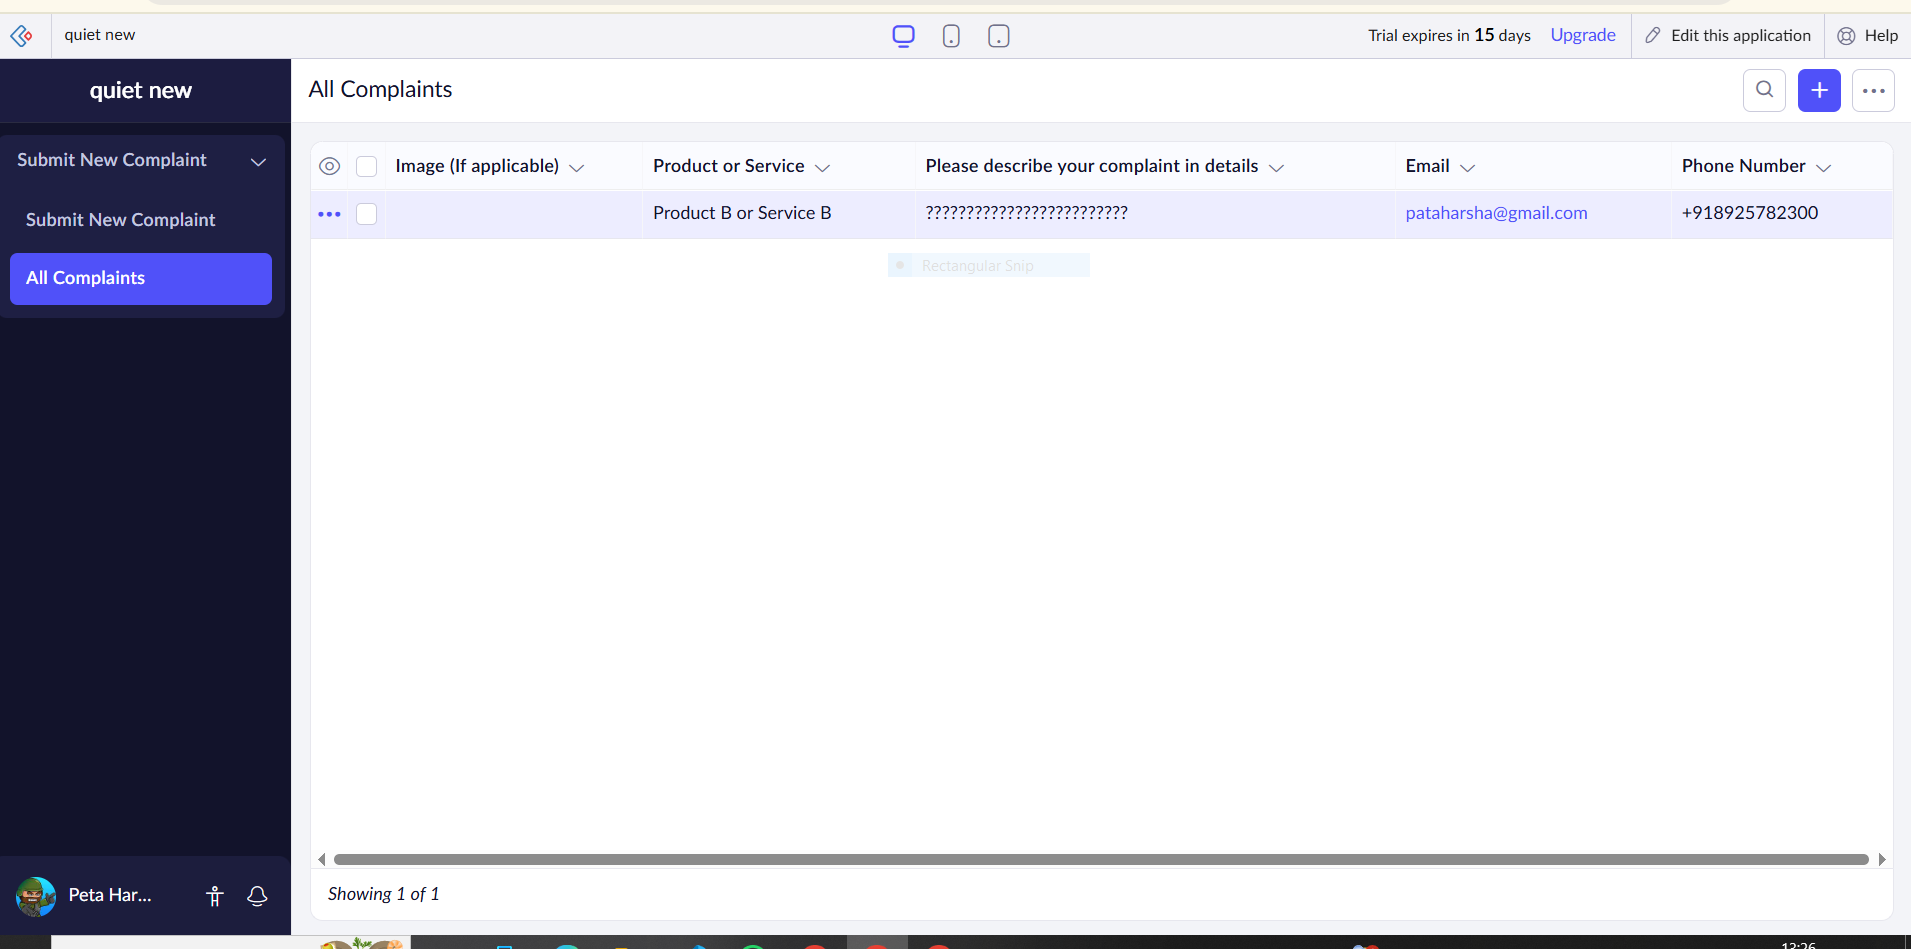 quiet new
Trial expires in 15 days Upgrade Edit this application Help
quiet new
All Complaints
Submit New Complaint
Submit New Complaint
All Complaints
Image (If applicable) Product or Service Please describe your complaint in details Email Phone Number
Product B or Service B ????????????????????????? pataharsha@gmail.com +918925782300
Rectangular Snip
Showing 1 of 1
Peta Har...
13:26